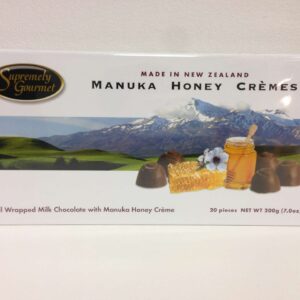 Supremely
Gourmet
MADE IN NEW ZEALAND
MANUKA HONEY CRÈMES
l Wrapped Milk Chocolate with Manuka Honey Crème
20 pieces NET WT 200g (7.0oz